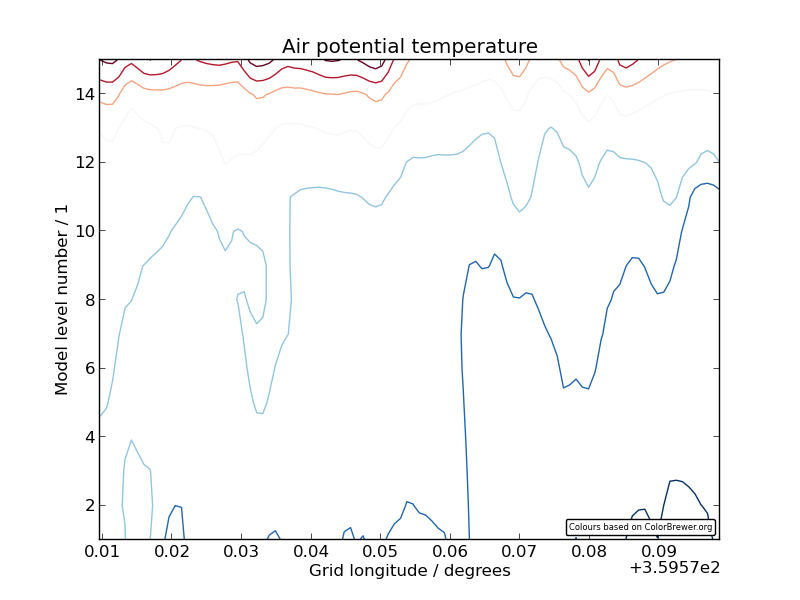 Air potential temperature
14
12
10
8
6
4
2
Model level number / 1
Colours based on ColorBrewer.org
0.01 0.02 0.03 0.04 0.05 0.06 0.07 0.08 0.09
+3.5957e2
Grid longitude / degrees